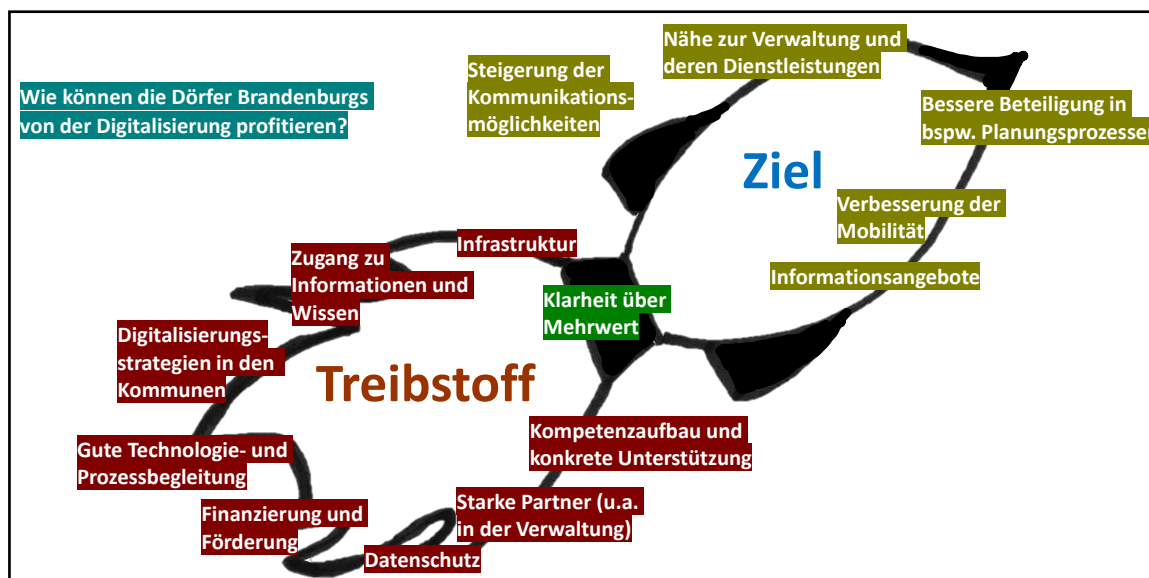 Wie können die Dörfer Brandenburgs
von der Digitalisierung profitieren?
Steigerung der
Kommunikations-
möglichkeiten
Nähe zur Verwaltung und
deren Dienstleistungen
Bessere Beteiligung in
bspw. Planungsprozessen
Ziel
Verbesserung der
Mobilität
Informationsangebote
Klarheit über
Mehrwert
Infrastruktur
Zugang zu
Informationen und
Wissen
Digitalisierungs-
strategien in den
Kommunen
Treibstoff
Gute Technologie- und
Prozessbegleitung
Finanzierung und
Förderung
Datenschutz
Starke Partner (u.a.
in der Verwaltung)
Kompetenzaufbau und
konkrete Unterstützung